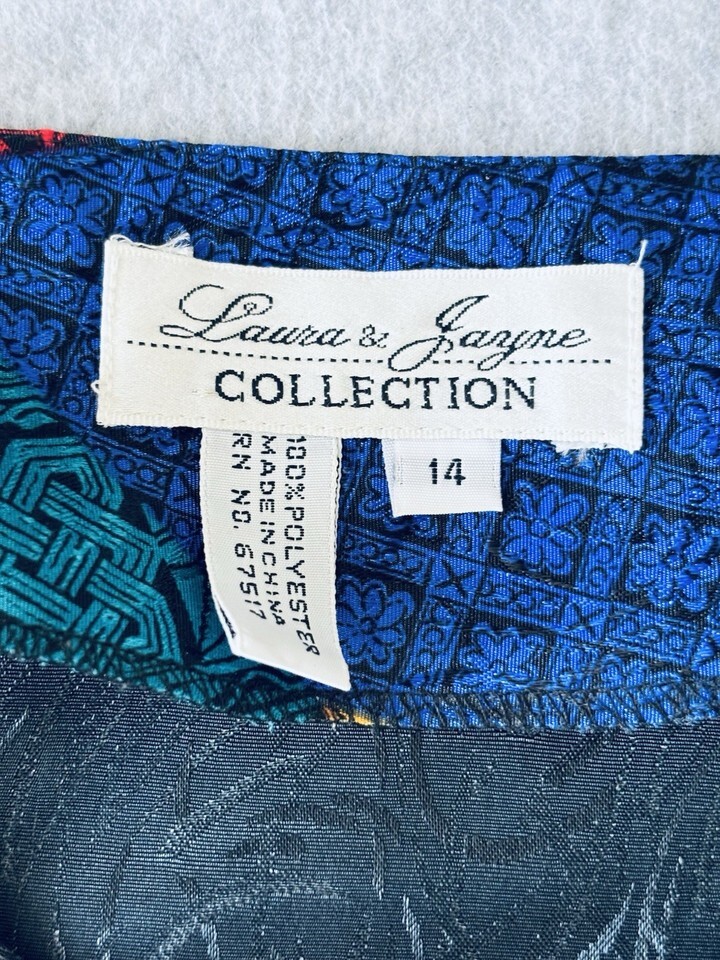 Laura & Jayne
COLLECTION
14
100% POLYESTER
MADE IN CHINA
RN NO. 67517